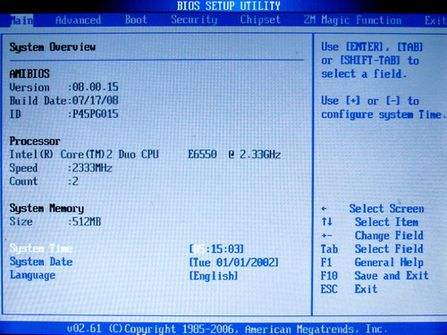 BIOS SETUP UTILITY
Main Advanced Boot Security Chipset ZM Magic Function Exit
System Overview
AMIBIOS
Version :08.00.15
Build Date:07/17/08
ID :P45PG015
Processor
Intel(R) Core(TM)2 Duo CPU E6550 @ 2.33GHz
Speed :2333MHz
Count :2
System Memory
Size :512MB
System Time :15:03]
System Date [Tue 01/01/2002]
Language [English]
Use [ENTER], [TAB]
or [SHIFT-TAB] to
select a field.
Use [+] or [-] to
configure system Time.
← Select Screen
↑↓ Select Item
+- Change Field
Tab Select Field
F1 General Help
F10 Save and Exit
ESC Exit
v02.61 (C)Copyright 1985-2006, American Megatrends, Inc.